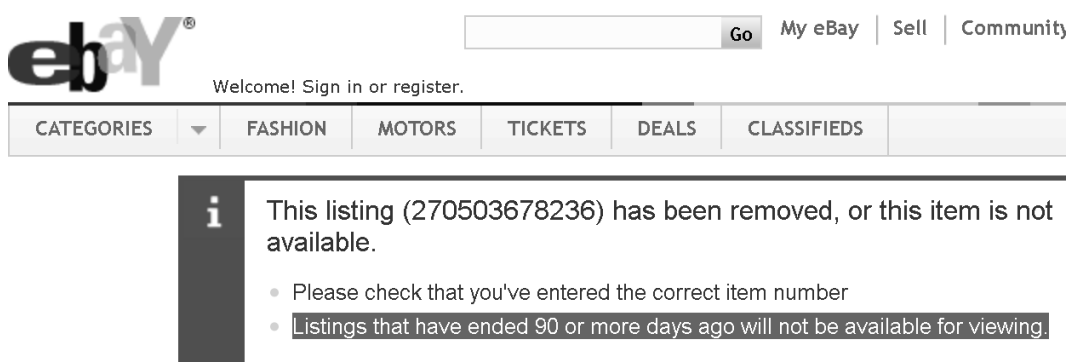 ebay®
Go
My eBay
Sell
Community
Welcome! Sign in or register.
CATEGORIES
FASHION
MOTORS
TICKETS
DEALS
CLASSIFIEDS
i
This listing (270503678236) has been removed, or this item is not
available.
Please check that you've entered the correct item number
Listings that have ended 90 or more days ago will not be available for viewing.